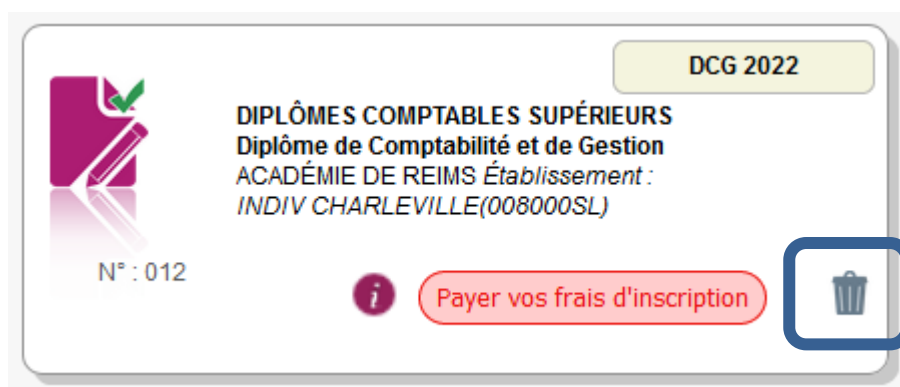 DCG 2022
DIPLÔMES COMPTABLES SUPÉRIEURS
Diplôme de Comptabilité et de Gestion
ACADÉMIE DE REIMS Établissement :
INDIV CHARLEVILLE(008000SL)
N° : 012
i
Payer vos frais d'inscription